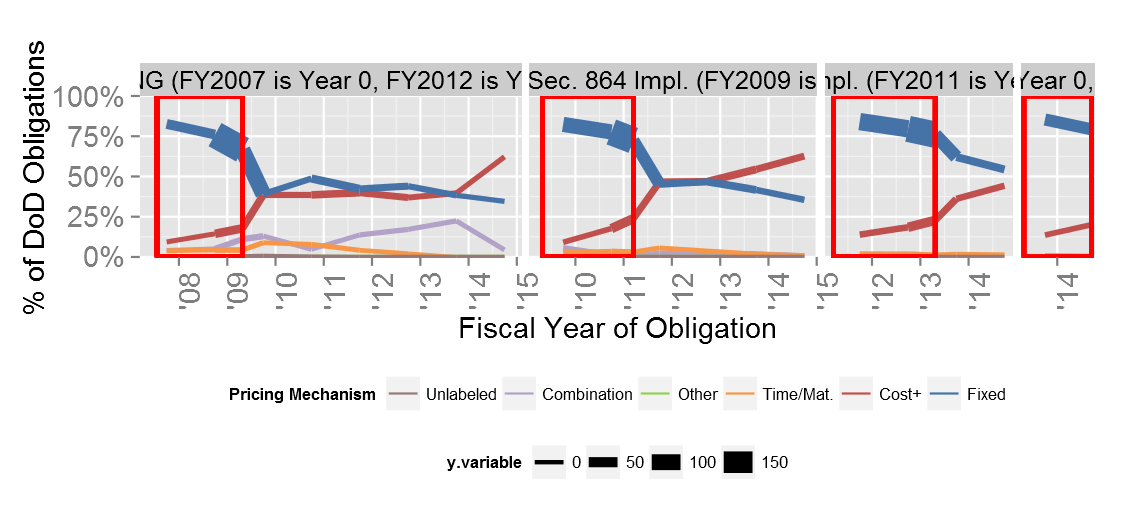 NG (FY2007 is Year 0, FY2012 is Y
Sec. 864 Impl. (FY2009 is
mpl. (FY2011 is Ye
Year 0,
% of DoD Obligations
100%
75%
50%
25%
0%
'08 '09 '10 '11 '12 '13 '14 '15
'10 '11 '12 '13 '14 '15
'12 '13 '14
'14
Fiscal Year of Obligation
Pricing Mechanism Unlabeled Combination Other Time/Mat. Cost+ Fixed
y.variable 0 50 100 150